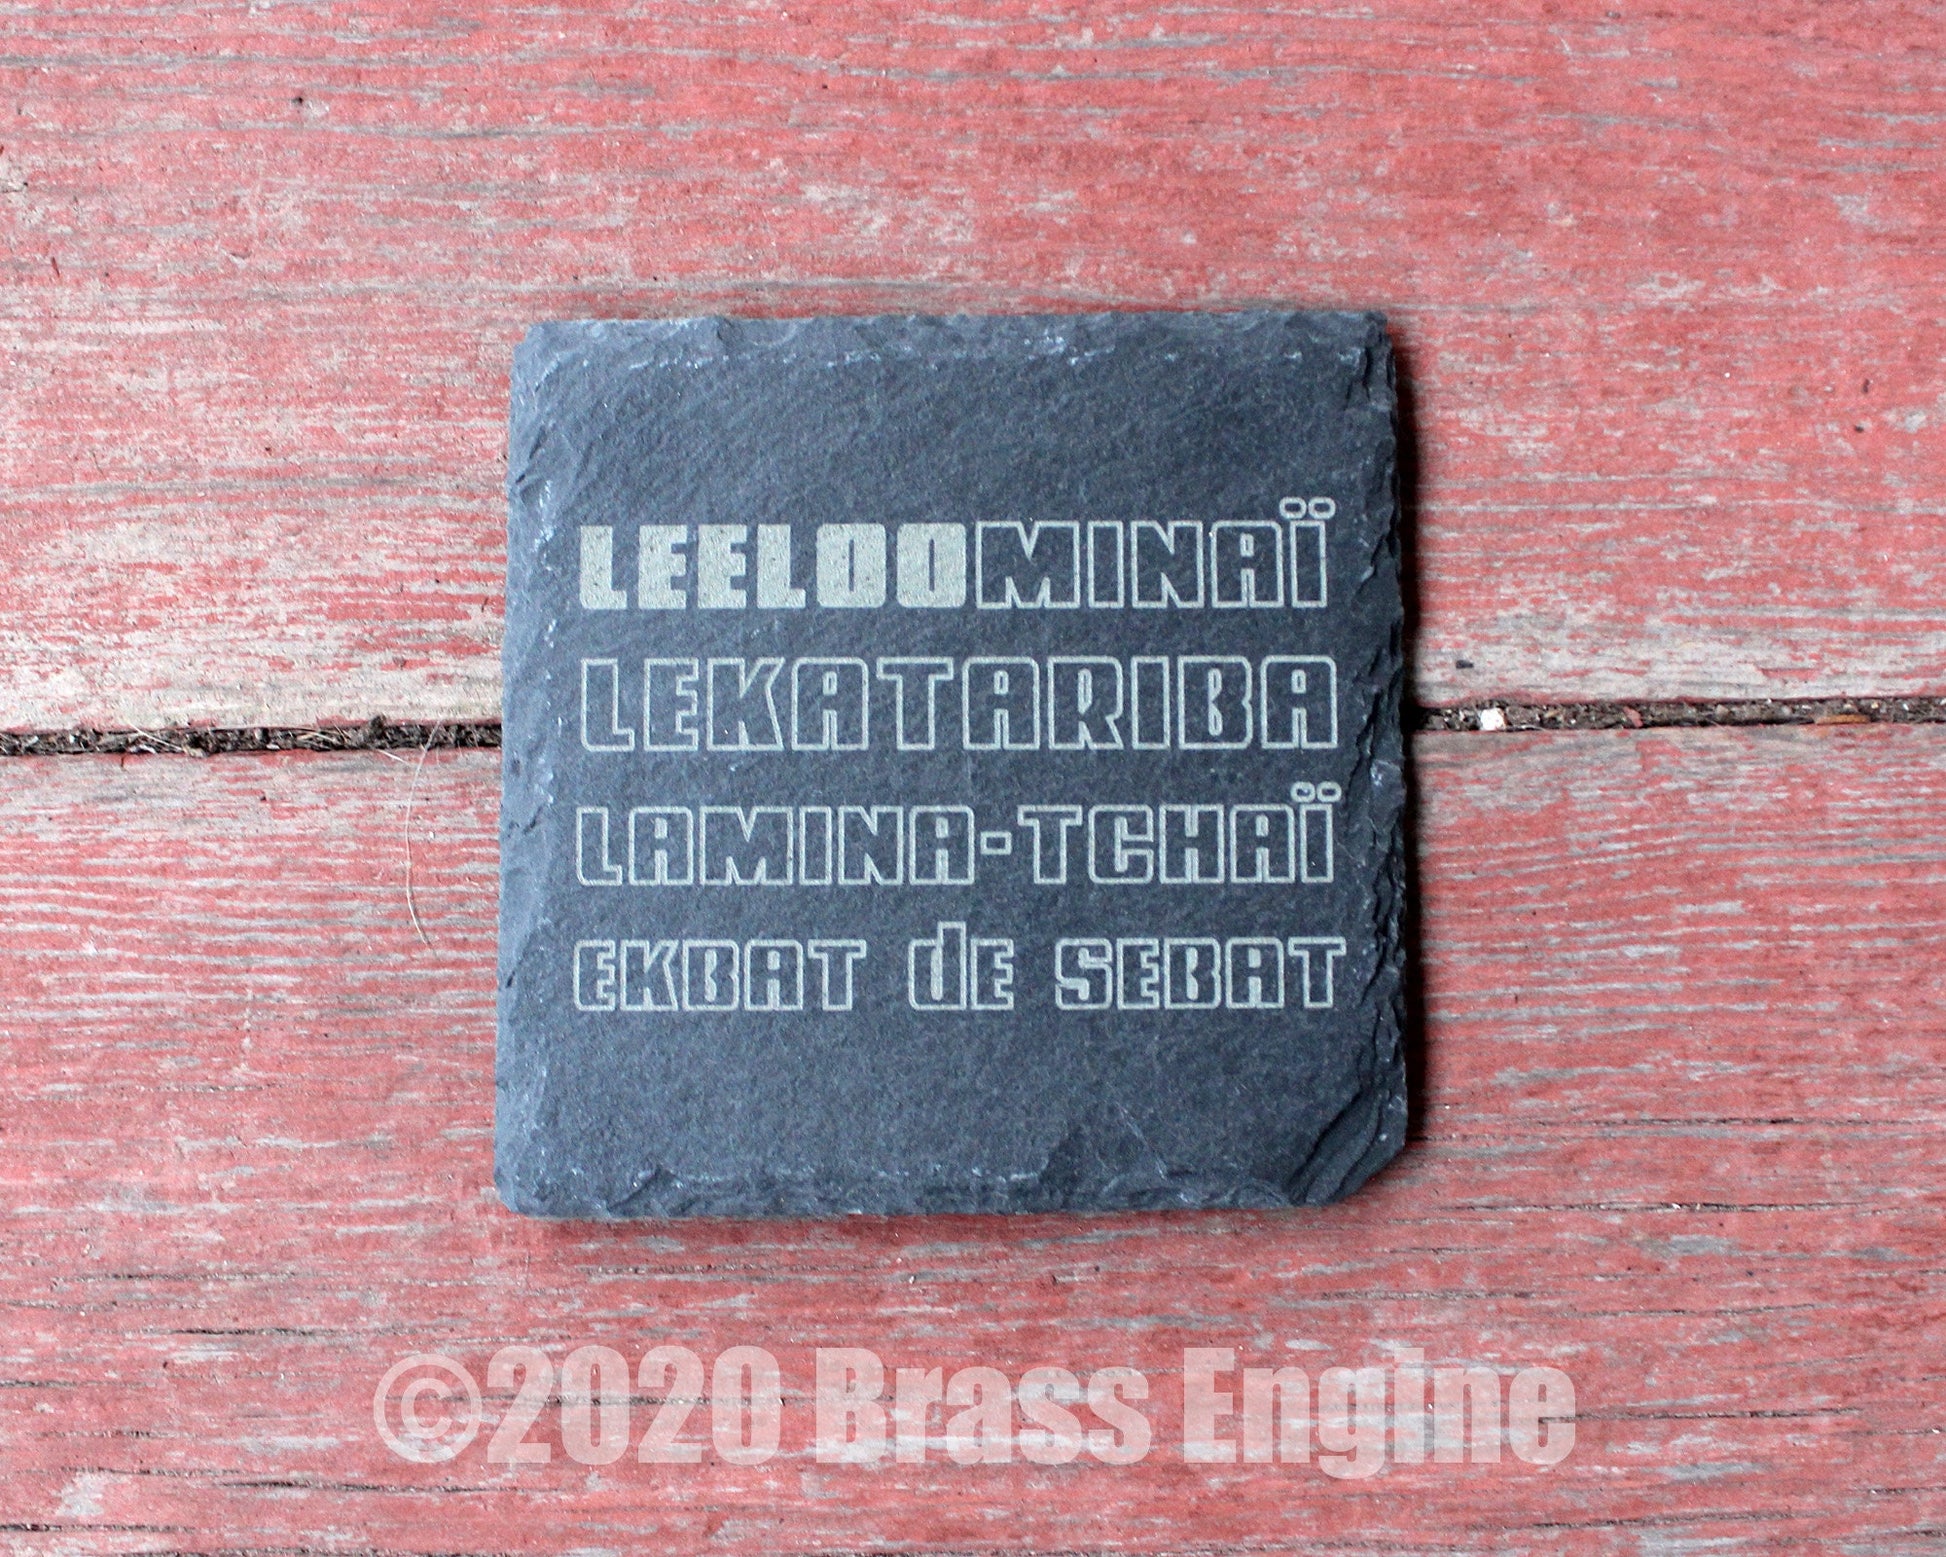 LEELOOMINAÏ
LEKATARIBA
LAMINA-TCHAÏ
EKBAT dE SEBAT
©2020 Brass Engine